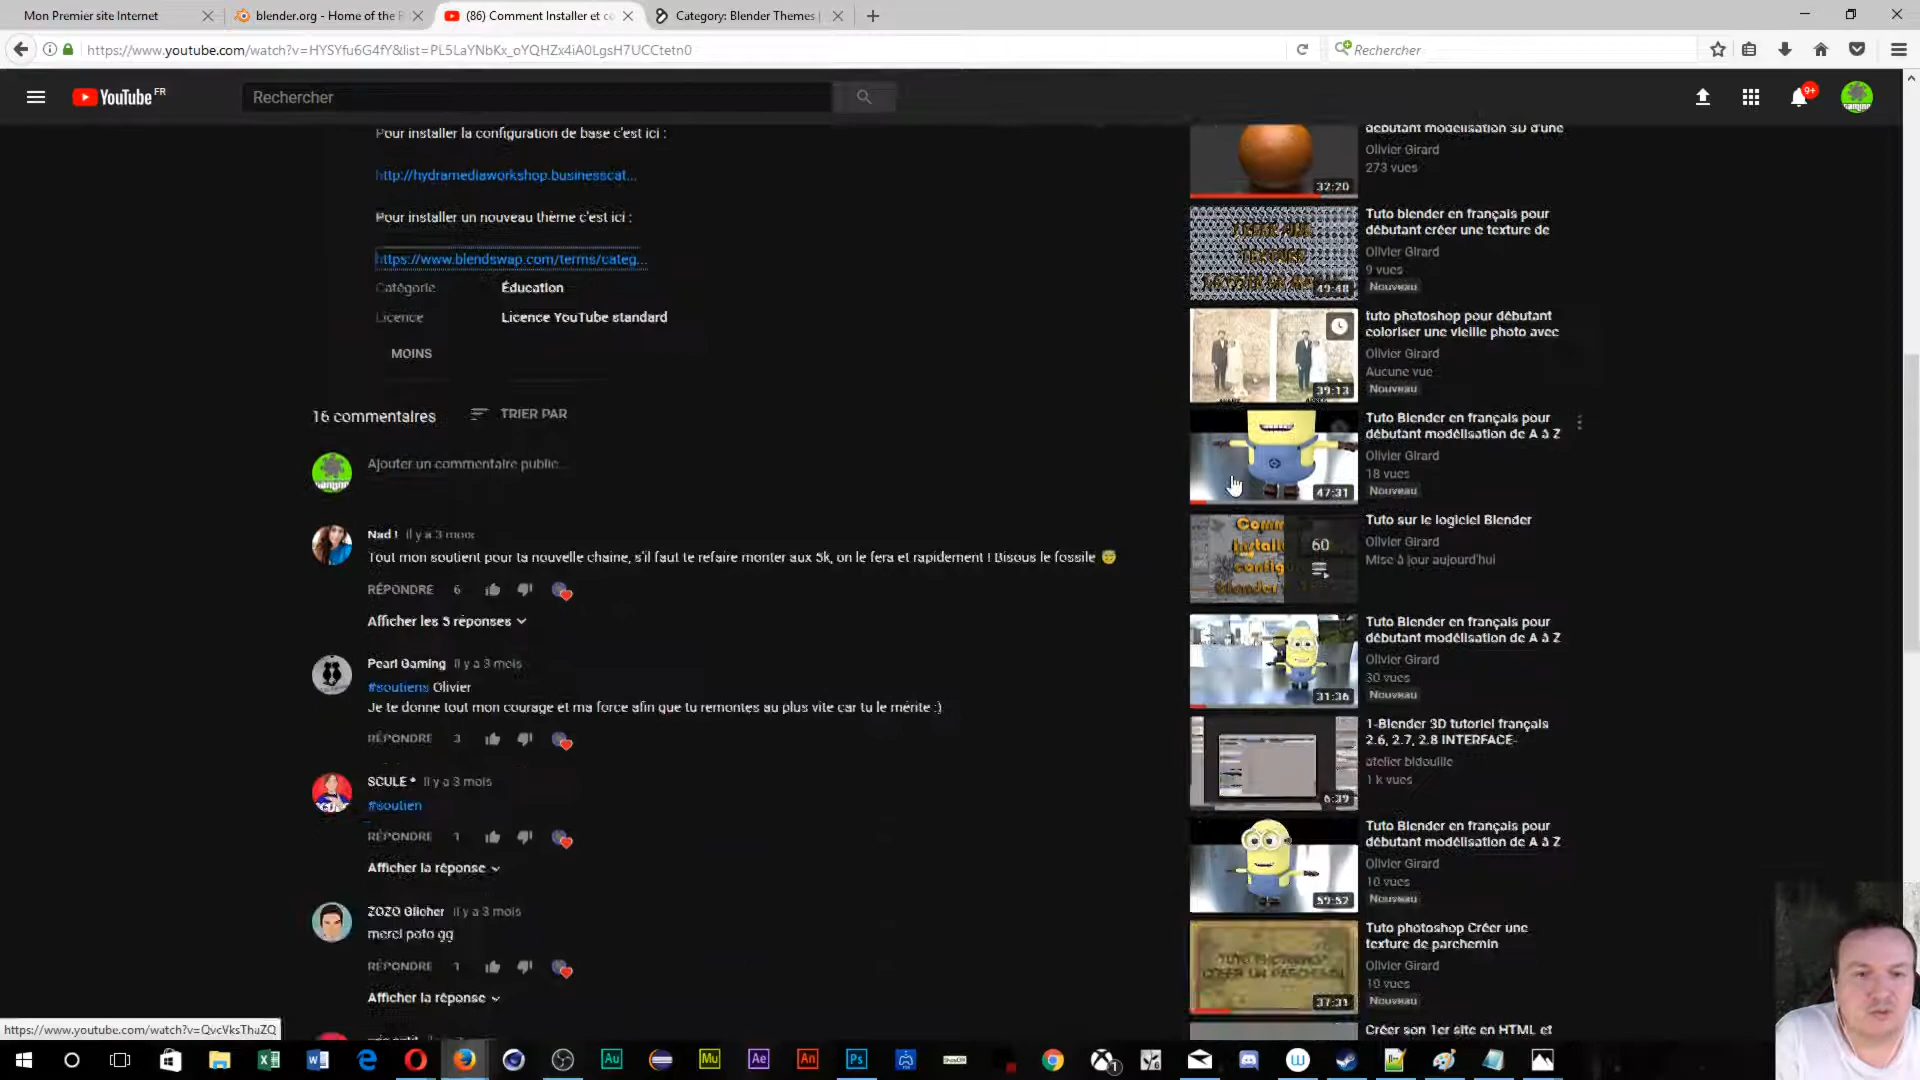 Mon Premier site Internet
blender.org - Home of the
(86) Comment Installer et co
Category: Blender Themes
https://www.youtube.com/watch?v=HYSYfu6G4fY&list=PL5LaYNbKx_oYQHZx4iA0LgsH7UCCtetn0
Rechercher
YouTube FR
Rechercher
9+
Pour installer la configuration de base c'est ici :
http://hydramediaworkshop.businesscat...
Pour installer un nouveau thème c'est ici :
https://www.blendswap.com/terms/categ...
Catégorie Éducation
Licence Licence YouTube standard
MOINS
16 commentaires TRIER PAR
Ajouter un commentaire public...
Nad ! il y a 3 mois
Tout mon soutient pour ta nouvelle chaine, s'il faut te refaire monter aux 5k, on le fera et rapidement ! Bisous le fossile
RÉPONDRE 6
Afficher les 5 réponses
Pearl Gaming il y a 3 mois
#soutiens Olivier
Je te donne tout mon courage et ma force afin que tu remontes au plus vite car tu le mérite :)
RÉPONDRE 3
SCULE * il y a 3 mois
#soutien
RÉPONDRE 1
Afficher la réponse
ZOZO Glicher il y a 3 mois
merci poto gg
RÉPONDRE 1
Afficher la réponse
débutant modélisation 3D d'une
Olivier Girard
273 vues
32:20
Tuto blender en français pour
débutant créer une texture de
Olivier Girard
9 vues
Nouveau
49:48
tuto photoshop pour débutant
coloriser une vieille photo avec
Olivier Girard
Aucune vue
Nouveau
39:13
Tuto Blender en français pour
débutant modélisation de A à Z
Olivier Girard
18 vues
Nouveau
47:31
Tuto sur le logiciel Blender
Olivier Girard
Mise à jour aujourd'hui
60
Tuto Blender en français pour
débutant modélisation de A à Z
Olivier Girard
30 vues
Nouveau
31:36
1-Blender 3D tutoriel français
2.6, 2.7, 2.8 INTERFACE-
atelier bidouille
1 k vues
6:39
Tuto Blender en français pour
débutant modélisation de A à Z
Olivier Girard
10 vues
Nouveau
59:52
Tuto photoshop Créer une
texture de parchemin
Olivier Girard
10 vues
Nouveau
37:31
Créer son 1er site en HTML et
https://www.youtube.com/watch?v=QvcVksThuZQ
Au
Mu
Ae
An
Ps